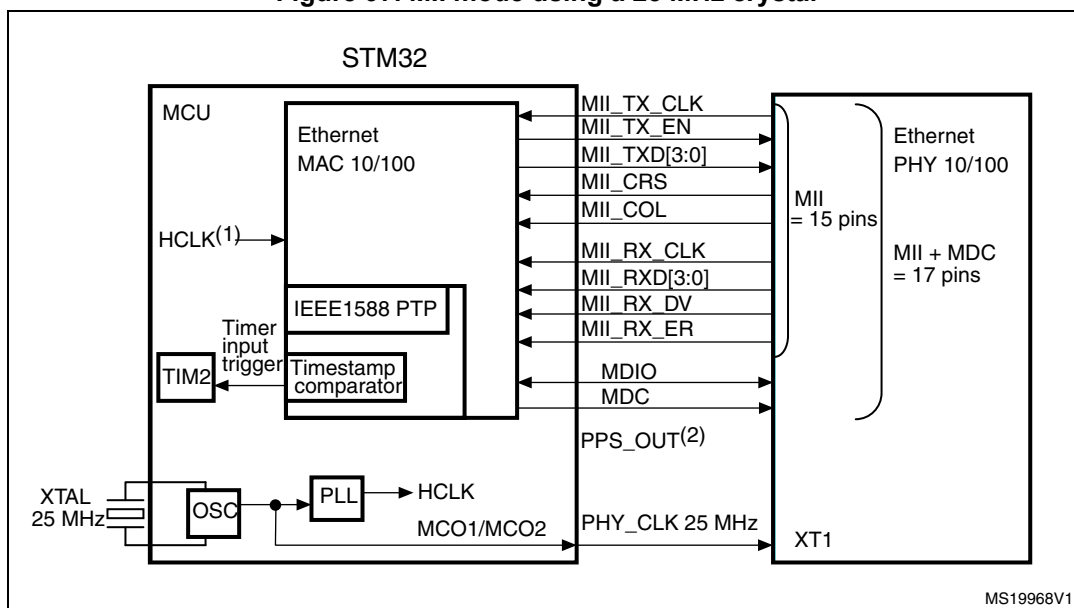 STM32
MCU
Ethernet
MAC 10/100
HCLK(1)
IEEE1588 PTP
Timer
input
trigger
TIM2
Timestamp
comparator
XTAL
25 MHz
OSC
PLL
HCLK
MCO1/MCO2
MII_TX_CLK
MII_TX_EN
MII_TXD[3:0]
MII_CRS
MII_COL
MII_RX_CLK
MII_RXD[3:0]
MII_RX_DV
MII_RX_ER
MDIO
MDC
PPS_OUT(2)
PHY_CLK 25 MHz
Ethernet
PHY 10/100
MII
= 15 pins
MII + MDC
= 17 pins
XT1
MS19968V1